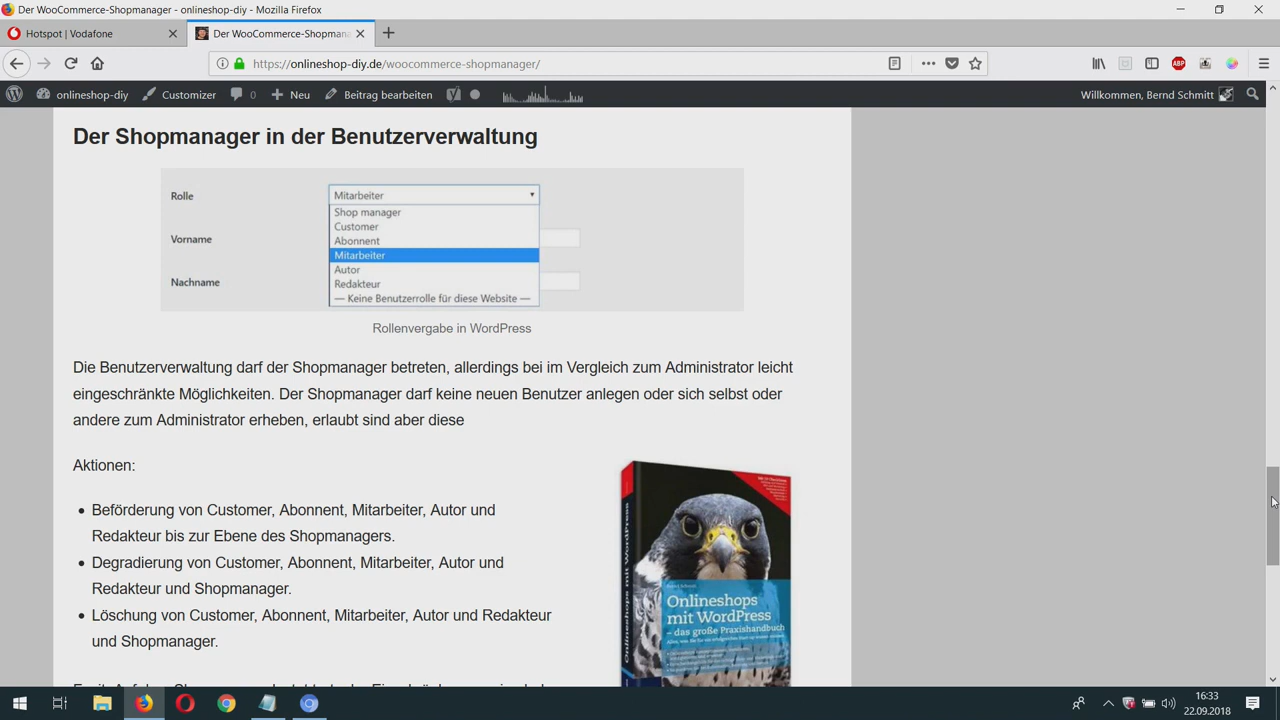 Der WooCommerce-Shopmanager - onlineshop-diy - Mozilla Firefox
Hotspot | Vodafone
Der WooCommerce-Shopmana
https://onlineshop-diy.de/woocommerce-shopmanager/
onlineshop-diy Customizer 0 Neu Beitrag bearbeiten Willkommen, Bernd Schmitt
ABP
Der Shopmanager in der Benutzerverwaltung
Rolle
Mitarbeiter
Shop manager
Customer
Abonnent
Mitarbeiter
Autor
Redakteur
— Keine Benutzerrolle für diese Website —
Vorname
Nachname
Rollenvergabe in WordPress
Die Benutzerverwaltung darf der Shopmanager betreten, allerdings bei im Vergleich zum Administrator leicht
eingeschränkte Möglichkeiten. Der Shopmanager darf keine neuen Benutzer anlegen oder sich selbst oder
andere zum Administrator erheben, erlaubt sind aber diese
Aktionen:
• Beförderung von Customer, Abonnent, Mitarbeiter, Autor und
Redakteur bis zur Ebene des Shopmanagers.
• Degradierung von Customer, Abonnent, Mitarbeiter, Autor und
Redakteur und Shopmanager.
• Löschung von Customer, Abonnent, Mitarbeiter, Autor und Redakteur
und Shopmanager.
Onlineshops mit WordPress
Onlineshops
mit WordPress
– das große Praxishandbuch
16:33
22.09.2018